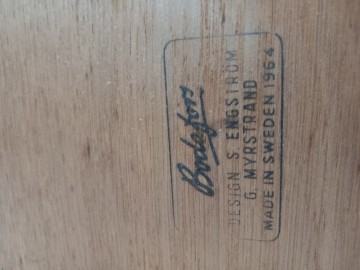 Bodafors
DESIGN S. ENGSTRÖM
G. MYRSTRAND
MADE IN SWEDEN 1964